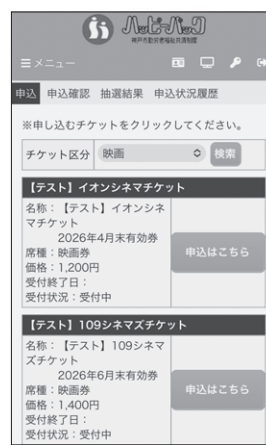 ハッピーパック
神戸市勤労者福祉共済制度
メニュー
申込 申込確認 抽選結果 申込状況履歴
※申し込むチケットをクリックしてください。
チケット区分 映画 検索
【テスト】イオンシネマチケット
名称：【テスト】イオンシネ
マチケット
2026年4月末有効券
席種：映画券
価格：1,200円
受付終了日：
受付状況：受付中
申込はこちら
【テスト】109シネマズチケット
名称：【テスト】109シネマ
ズチケット
2026年6月末有効券
席種：映画券
価格：1,400円
受付終了日：
受付状況：受付中
申込はこちら